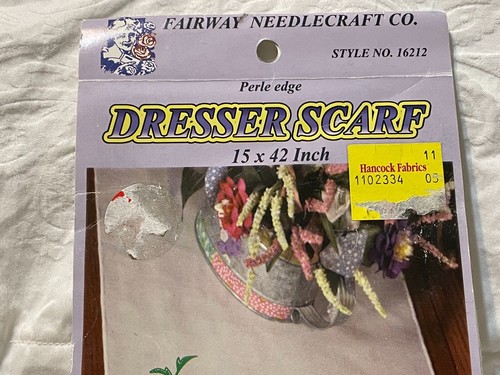 FAIRWAY NEEDLECRAFT CO.
STYLE NO. 16212
Perle edge
DRESSER SCARF
15 x 42 Inch
11
Hancock Fabrics
1102334 05